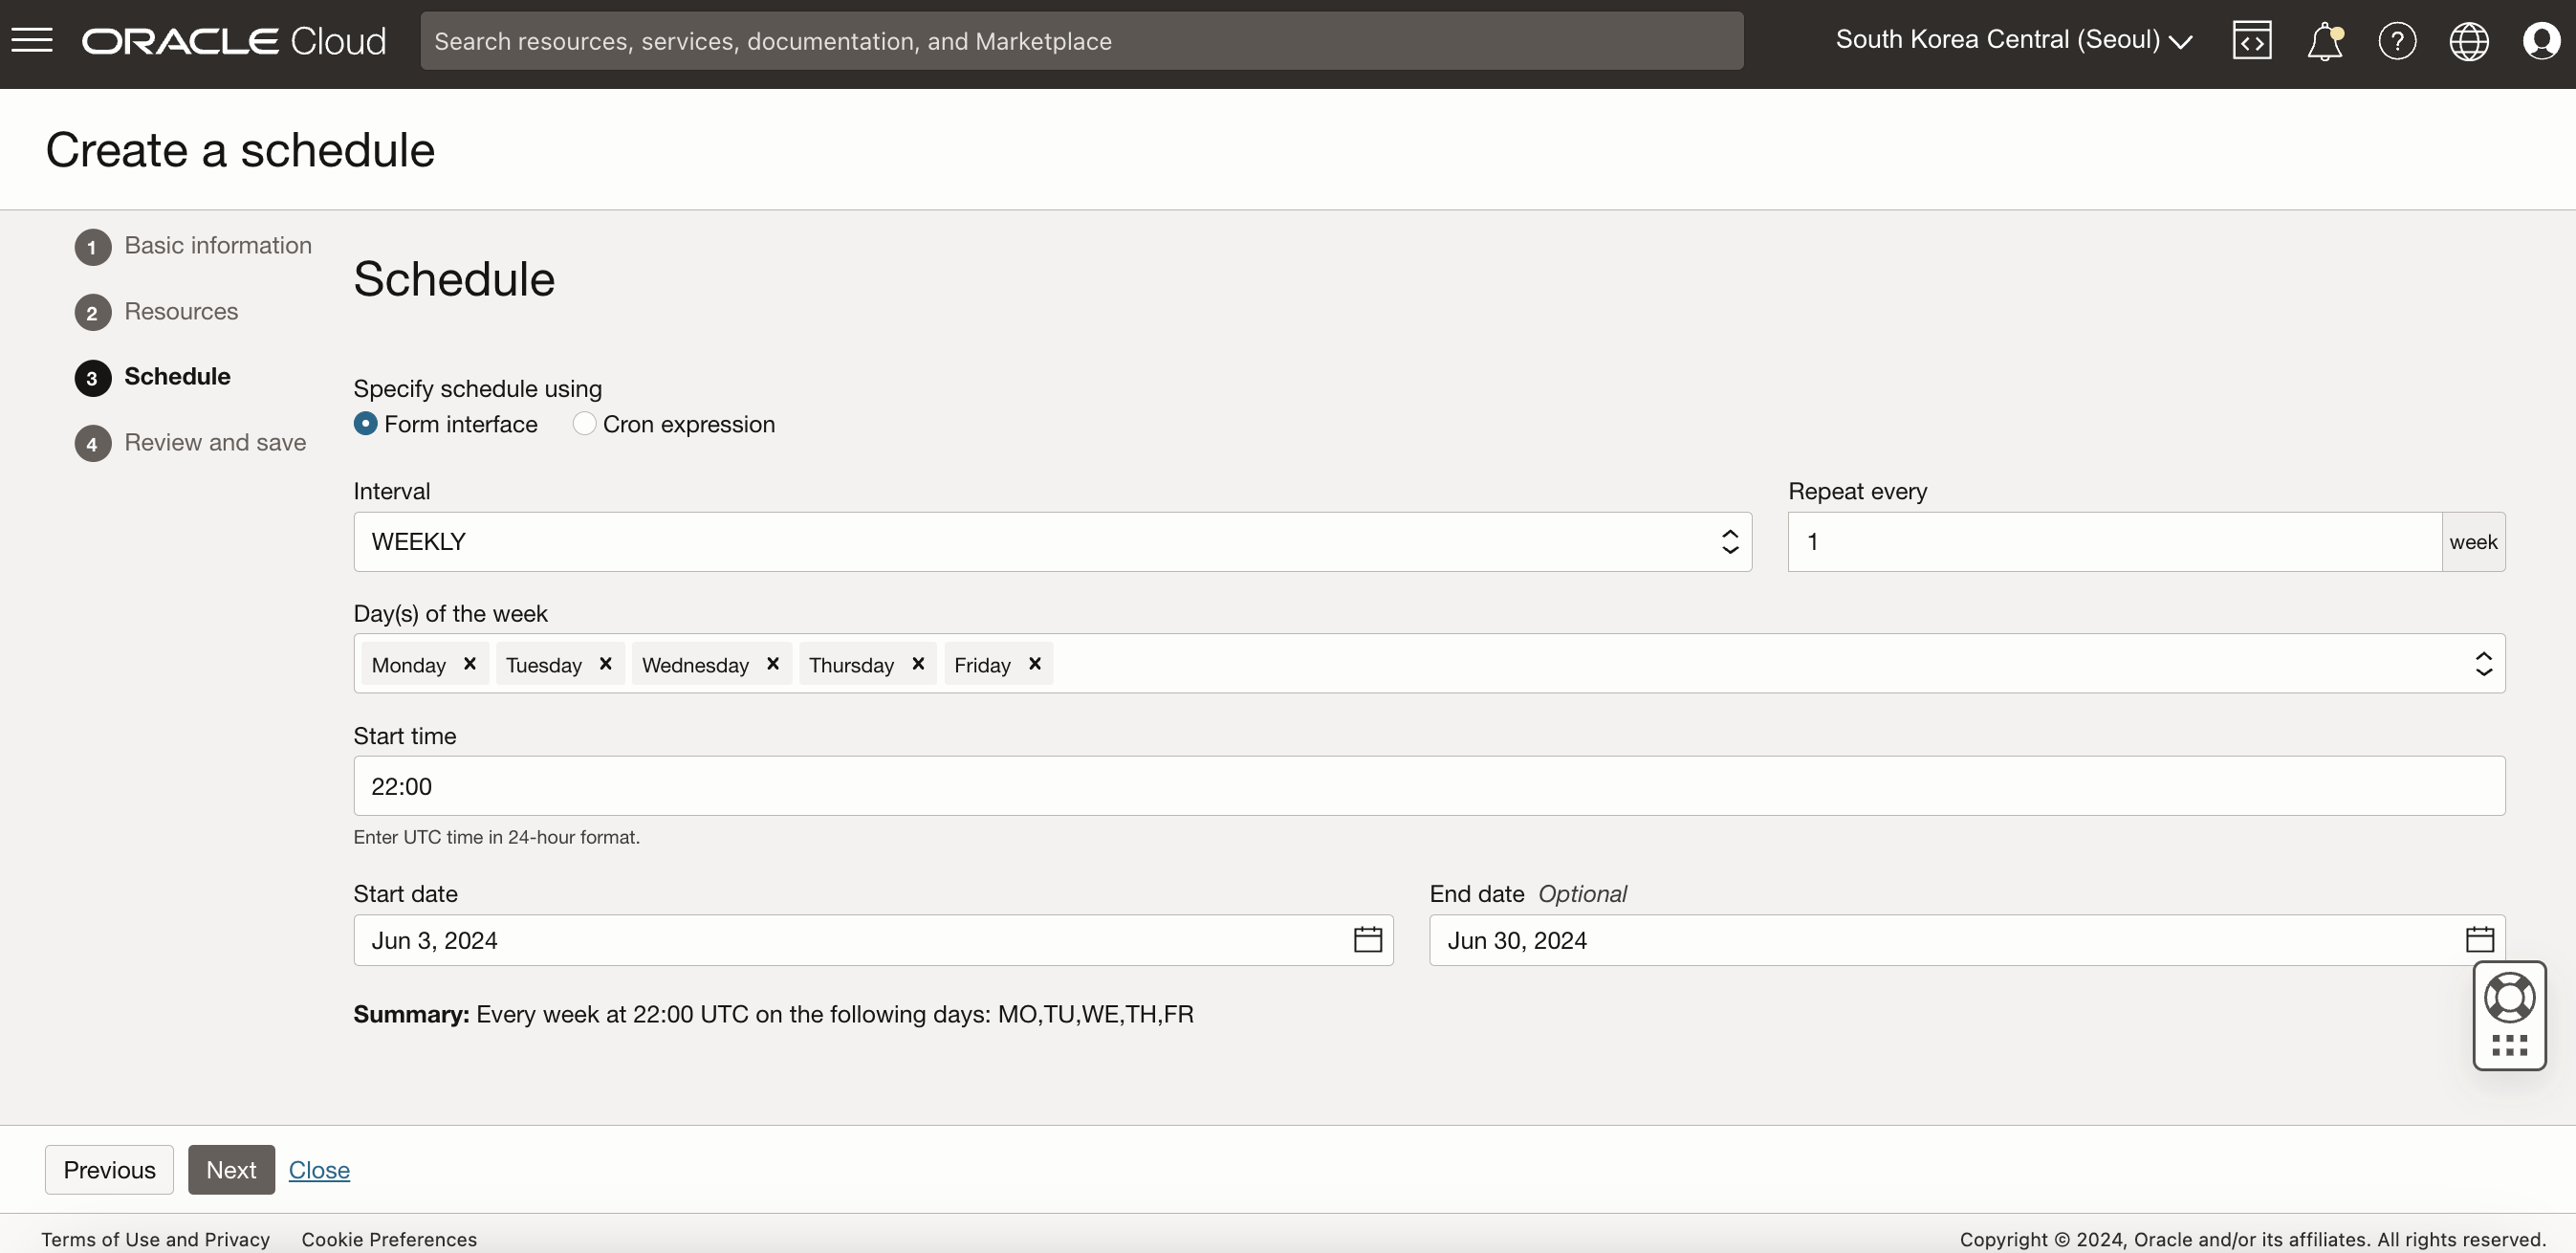 ORACLE Cloud
Search resources, services, documentation, and Marketplace
South Korea Central (Seoul)
Create a schedule
1 Basic information
2 Resources
3 Schedule
4 Review and save
Schedule
Specify schedule using
Form interface Cron expression
Interval
WEEKLY
Repeat every
1 week
Day(s) of the week
Monday Tuesday Wednesday Thursday Friday
Start time
22:00
Enter UTC time in 24-hour format.
Start date
Jun 3, 2024
End date Optional
Jun 30, 2024
Summary: Every week at 22:00 UTC on the following days: MO,TU,WE,TH,FR
Previous Next Close
Terms of Use and Privacy Cookie Preferences
Copyright © 2024, Oracle and/or its affiliates. All rights reserved.